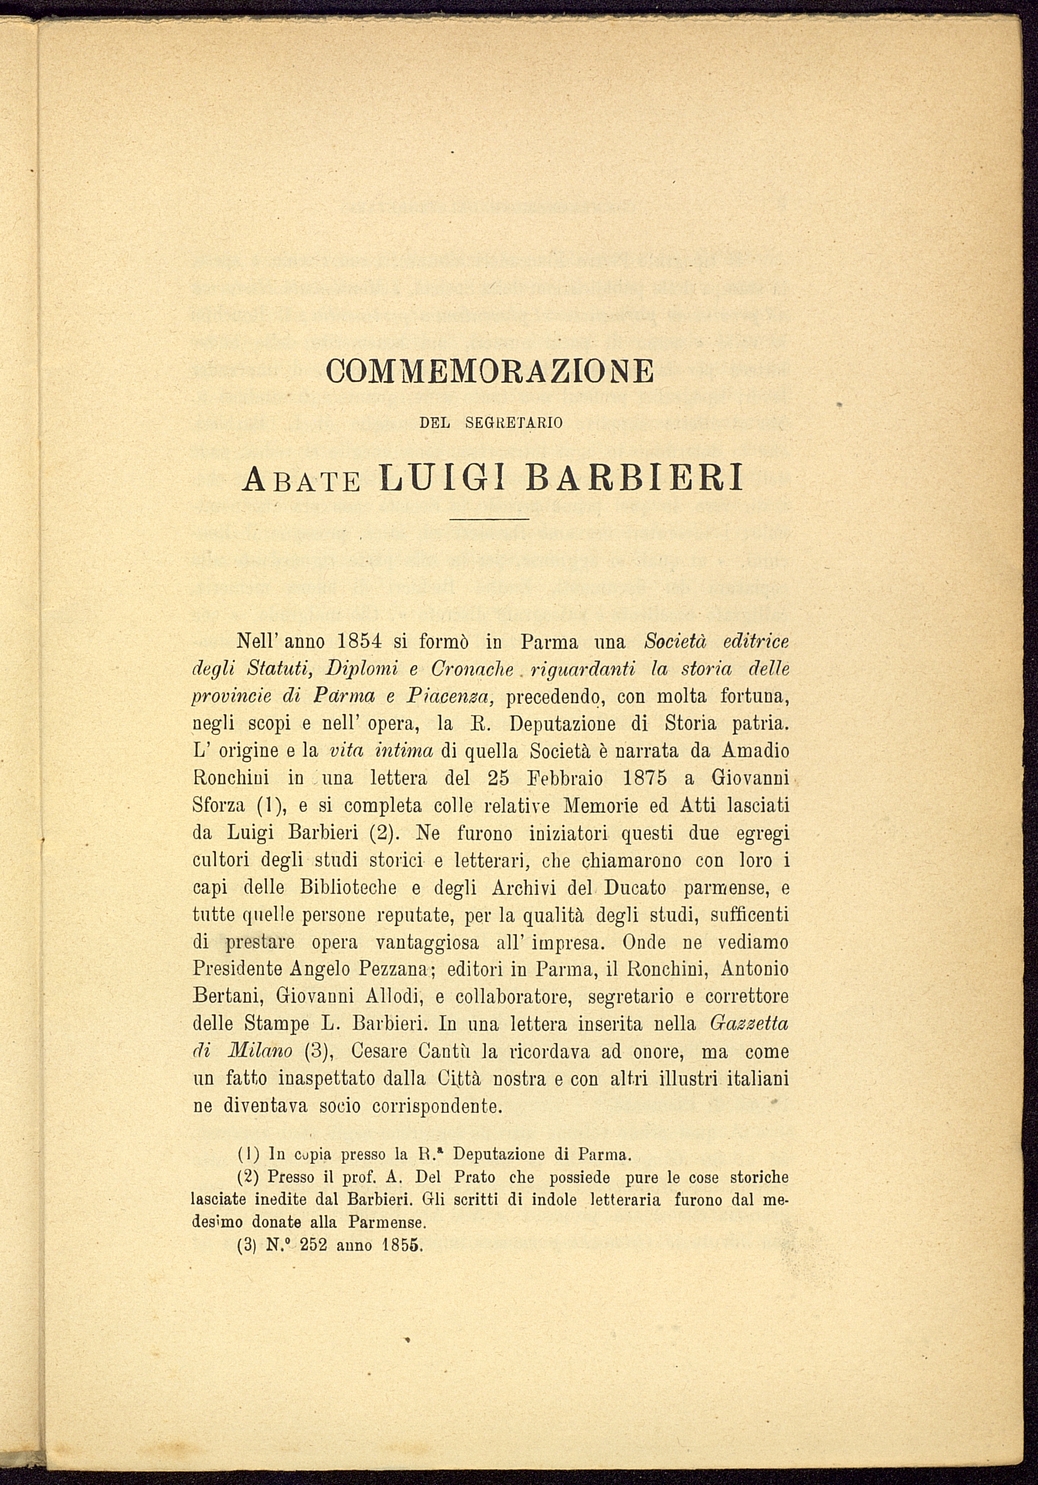 COMMEMORAZIONE
DEL SEGRETARIO
ABATE LUIGI BARBIERI
Nell' anno 1854 si formò in Parma una Società editrice
degli Statuti, Diplomi e Cronache riguardanti la storia delle
provincie di Parma e Piacenza, precedendo, con molta fortuna,
negli scopi e nell' opera, la R. Deputazione di Storia patria.
L' origine e la vita intima di quella Società è narrata da Amadio
Ronchini in una lettera del 25 Febbraio 1875 a Giovanni
Sforza (1), e si completa colle relative Memorie ed Atti lasciati
da Luigi Barbieri (2). Ne furono iniziatori questi due egregi
cultori degli studi storici e letterari, che chiamarono con loro i
capi delle Biblioteche e degli Archivi del Ducato parmense, e
tutte quelle persone reputate, per la qualità degli studi, sufficenti
di prestare opera vantaggiosa all' impresa. Onde ne vediamo
Presidente Angelo Pezzana; editori in Parma, il Ronchini, Antonio
Bertani, Giovanni Allodi, e collaboratore, segretario e correttore
delle Stampe L. Barbieri. In una lettera inserita nella Gazzetta
di Milano (3), Cesare Cantù la ricordava ad onore, ma come
un fatto inaspettato dalla Città nostra e con altri illustri italiani
ne diventava socio corrispondente.
(1) In copia presso la R.ª Deputazione di Parma.
(2) Presso il prof. A. Del Prato che possiede pure le cose storiche
lasciate inedite dal Barbieri. Gli scritti di indole letteraria furono dal me-
desimo donate alla Parmense.
(3) N.º 252 anno 1855.